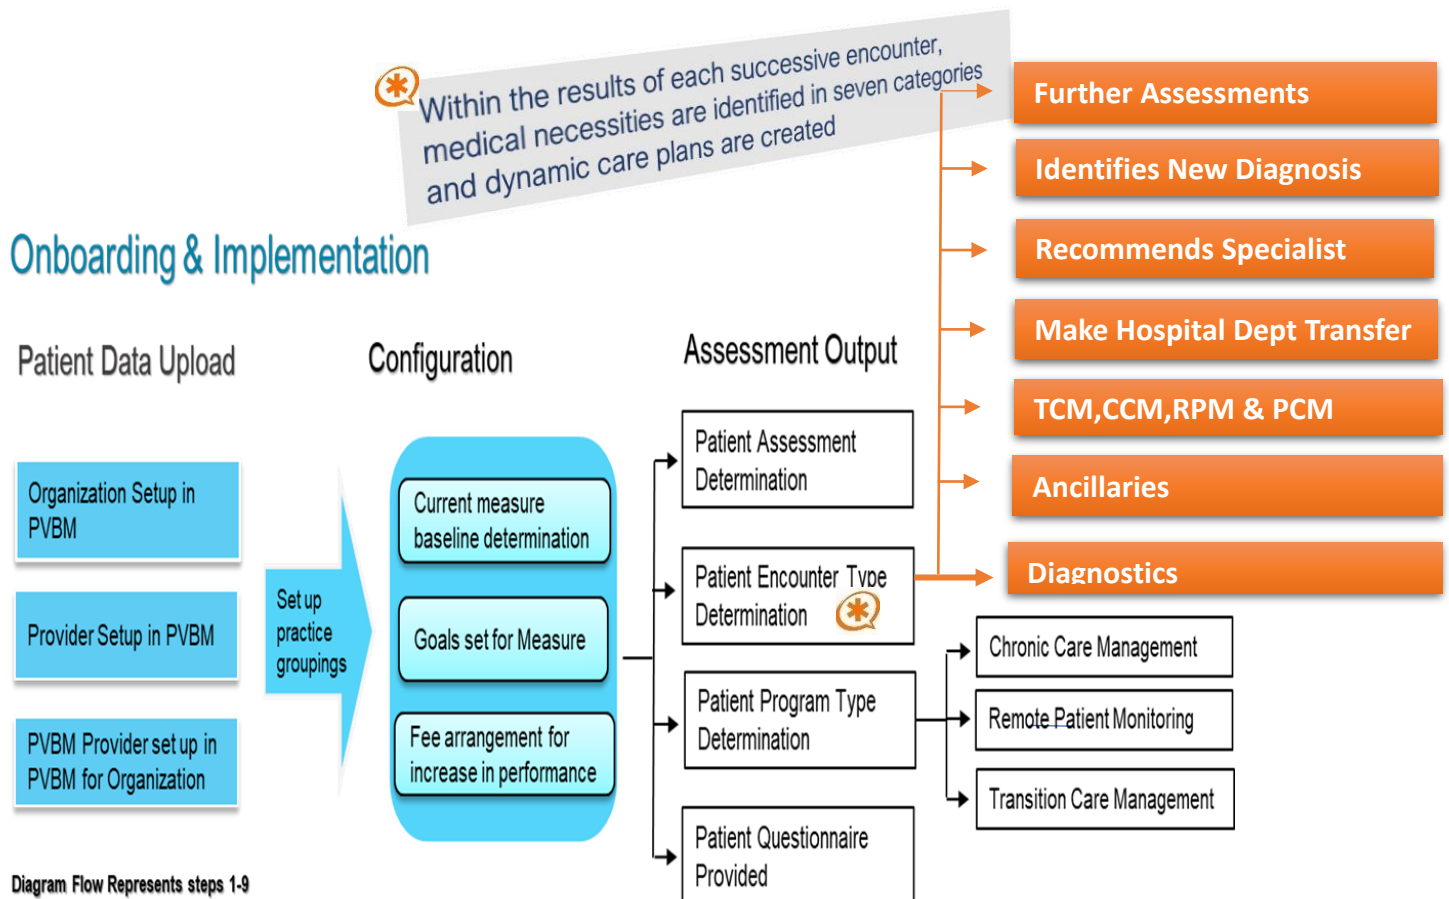 Within the results of each successive encounter,
medical necessities are identified in seven categories
and dynamic care plans are created
Onboarding & Implementation
Patient Data Upload
Organization Setup in
PVBM
Provider Setup in PVBM
PVBM Provider set up in
PVBM for Organization
Set up
practice
groupings
Configuration
Current measure
baseline determination
Goals set for Measure
Fee arrangement for
increase in performance
Assessment Output
Patient Assessment
Determination
Patient Encounter Type
Determination
Patient Program Type
Determination
Patient Questionnaire
Provided
Further Assessments
Identifies New Diagnosis
Recommends Specialist
Make Hospital Dept Transfer
TCM,CCM,RPM & PCM
Ancillaries
Diagnostics
Chronic Care Management
Remote Patient Monitoring
Transition Care Management
Diagram Flow Represents steps 1-9